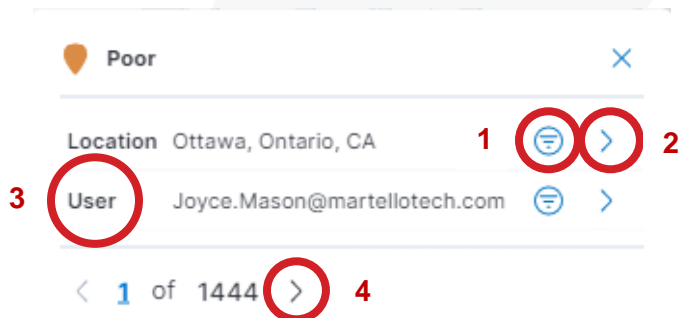 Poor
Location Ottawa, Ontario, CA 1 2
3 User Joyce.Mason@martellotech.com
1 of 1444 4